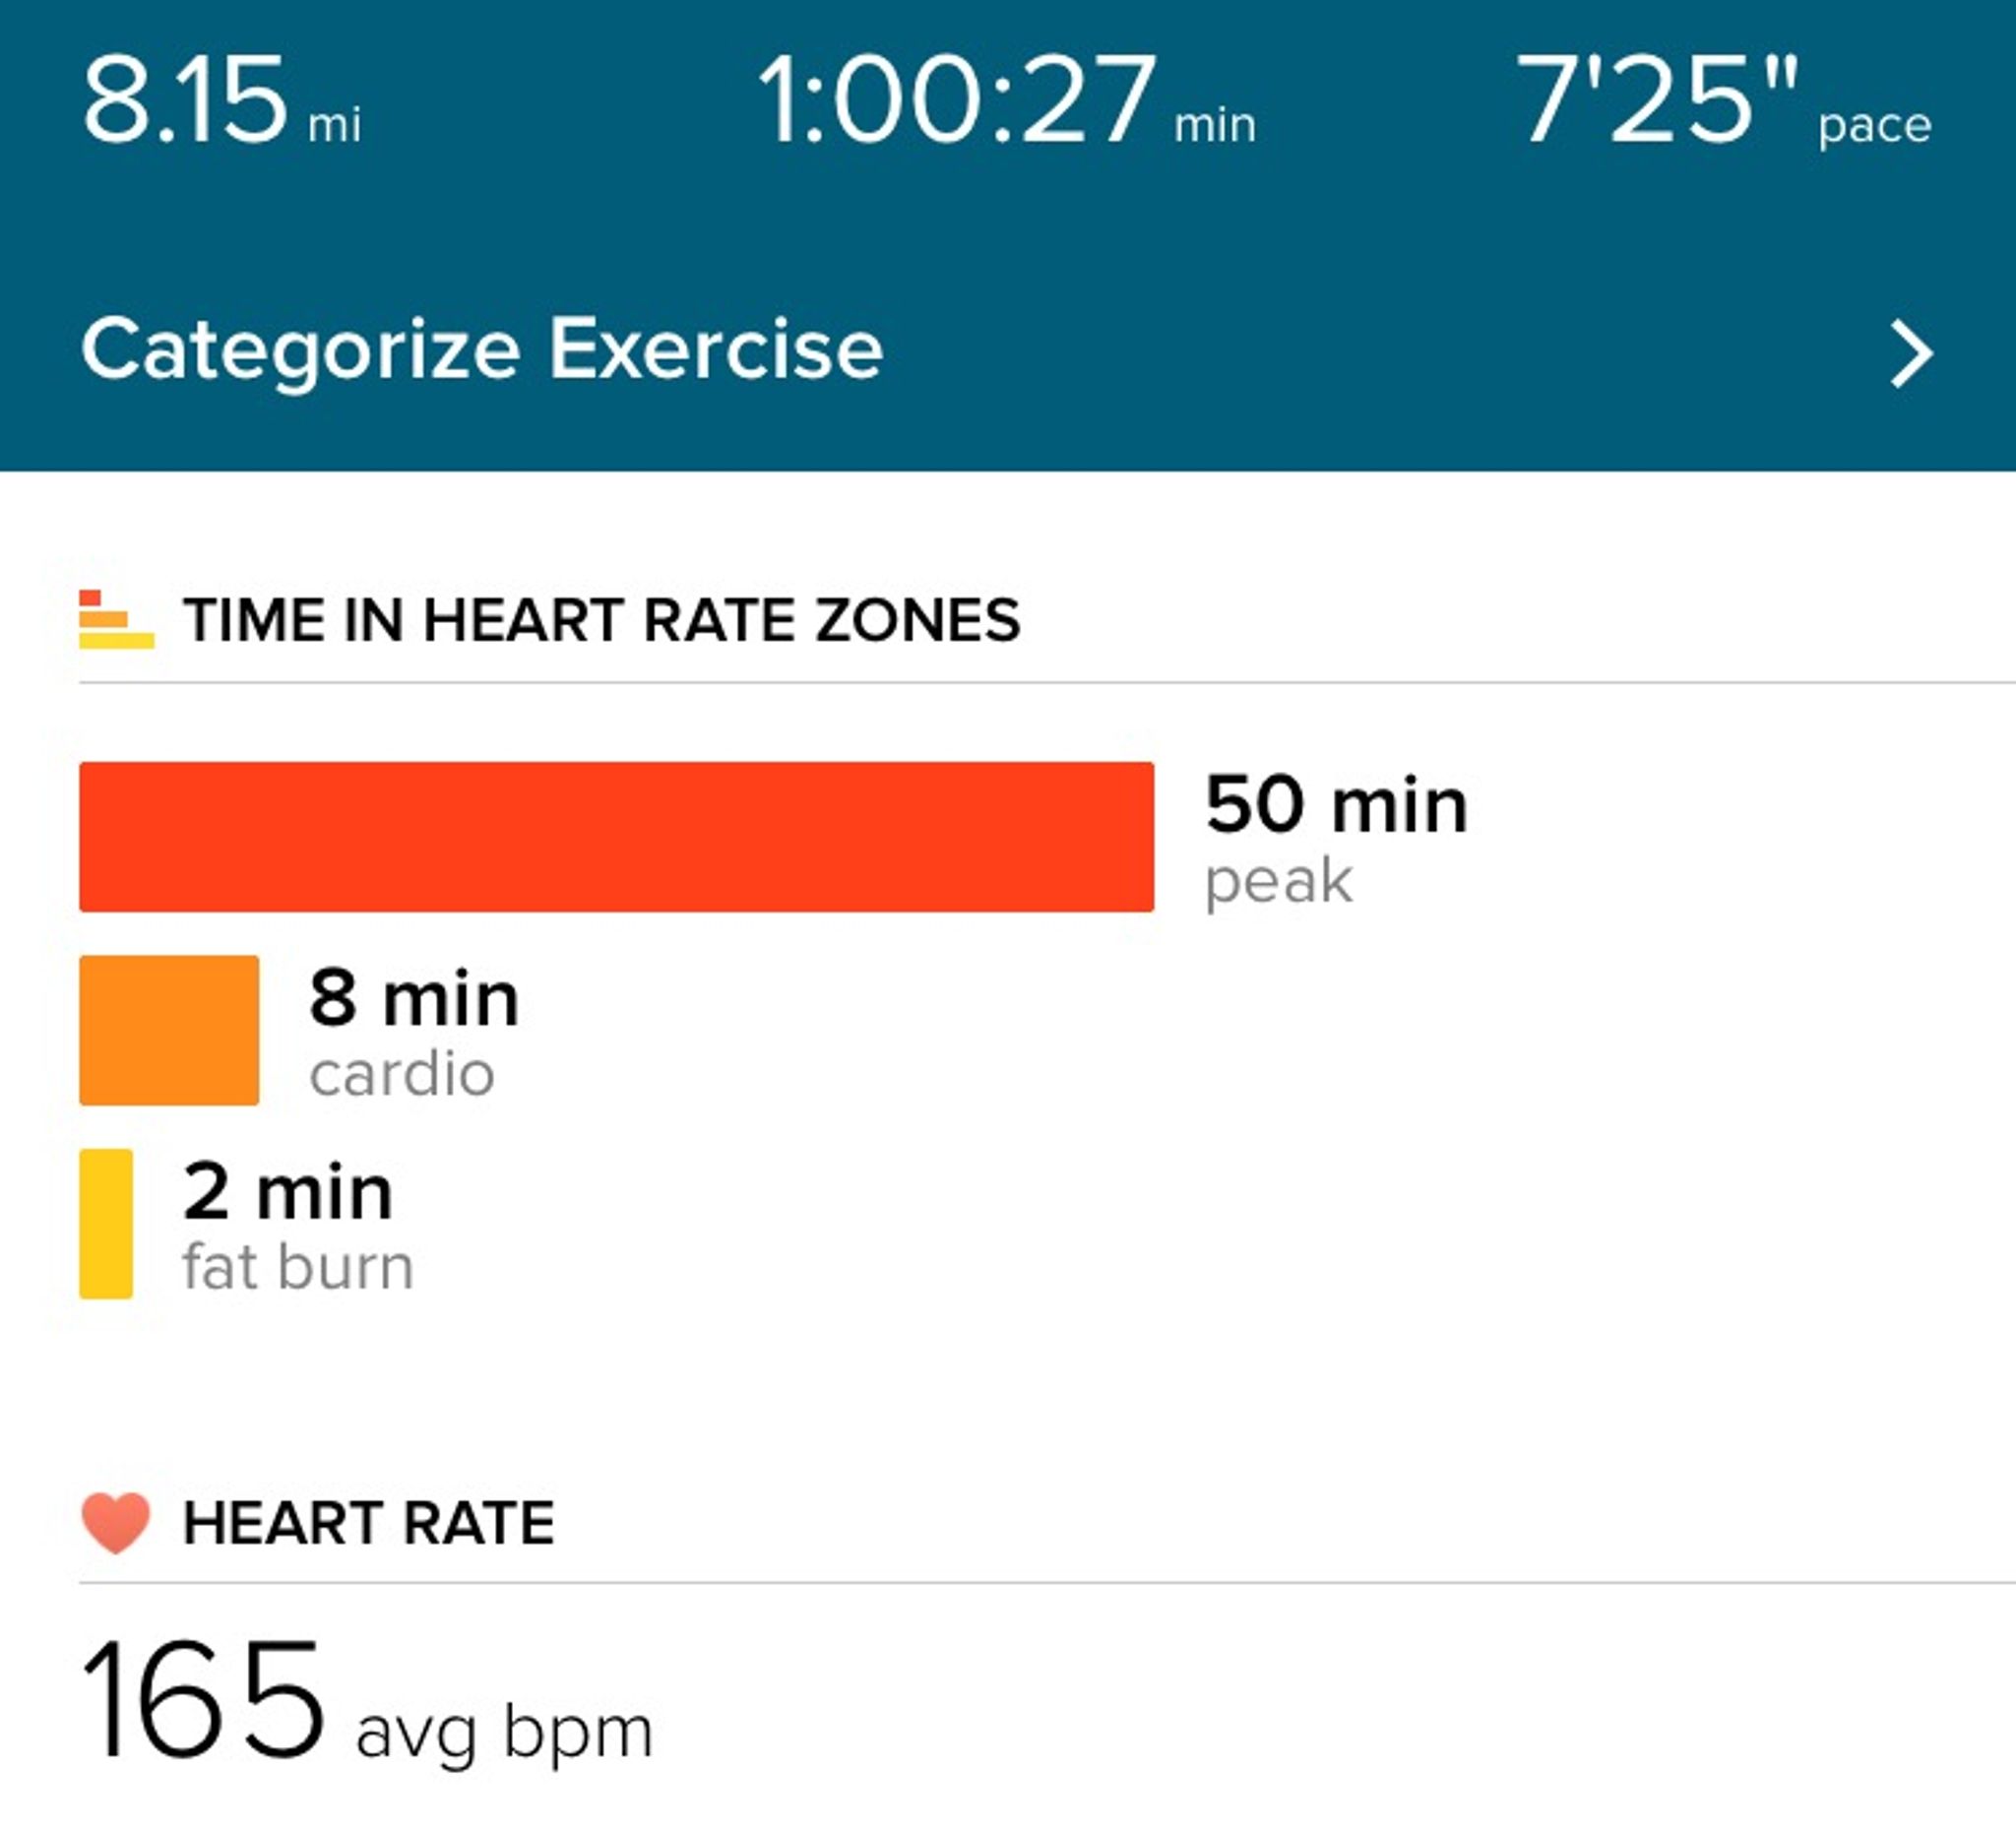 8.15 mi 1:00:27 min 7'25" pace
Categorize Exercise
TIME IN HEART RATE ZONES
50 min
peak
8 min
cardio
2 min
fat burn
HEART RATE
165 avg bpm